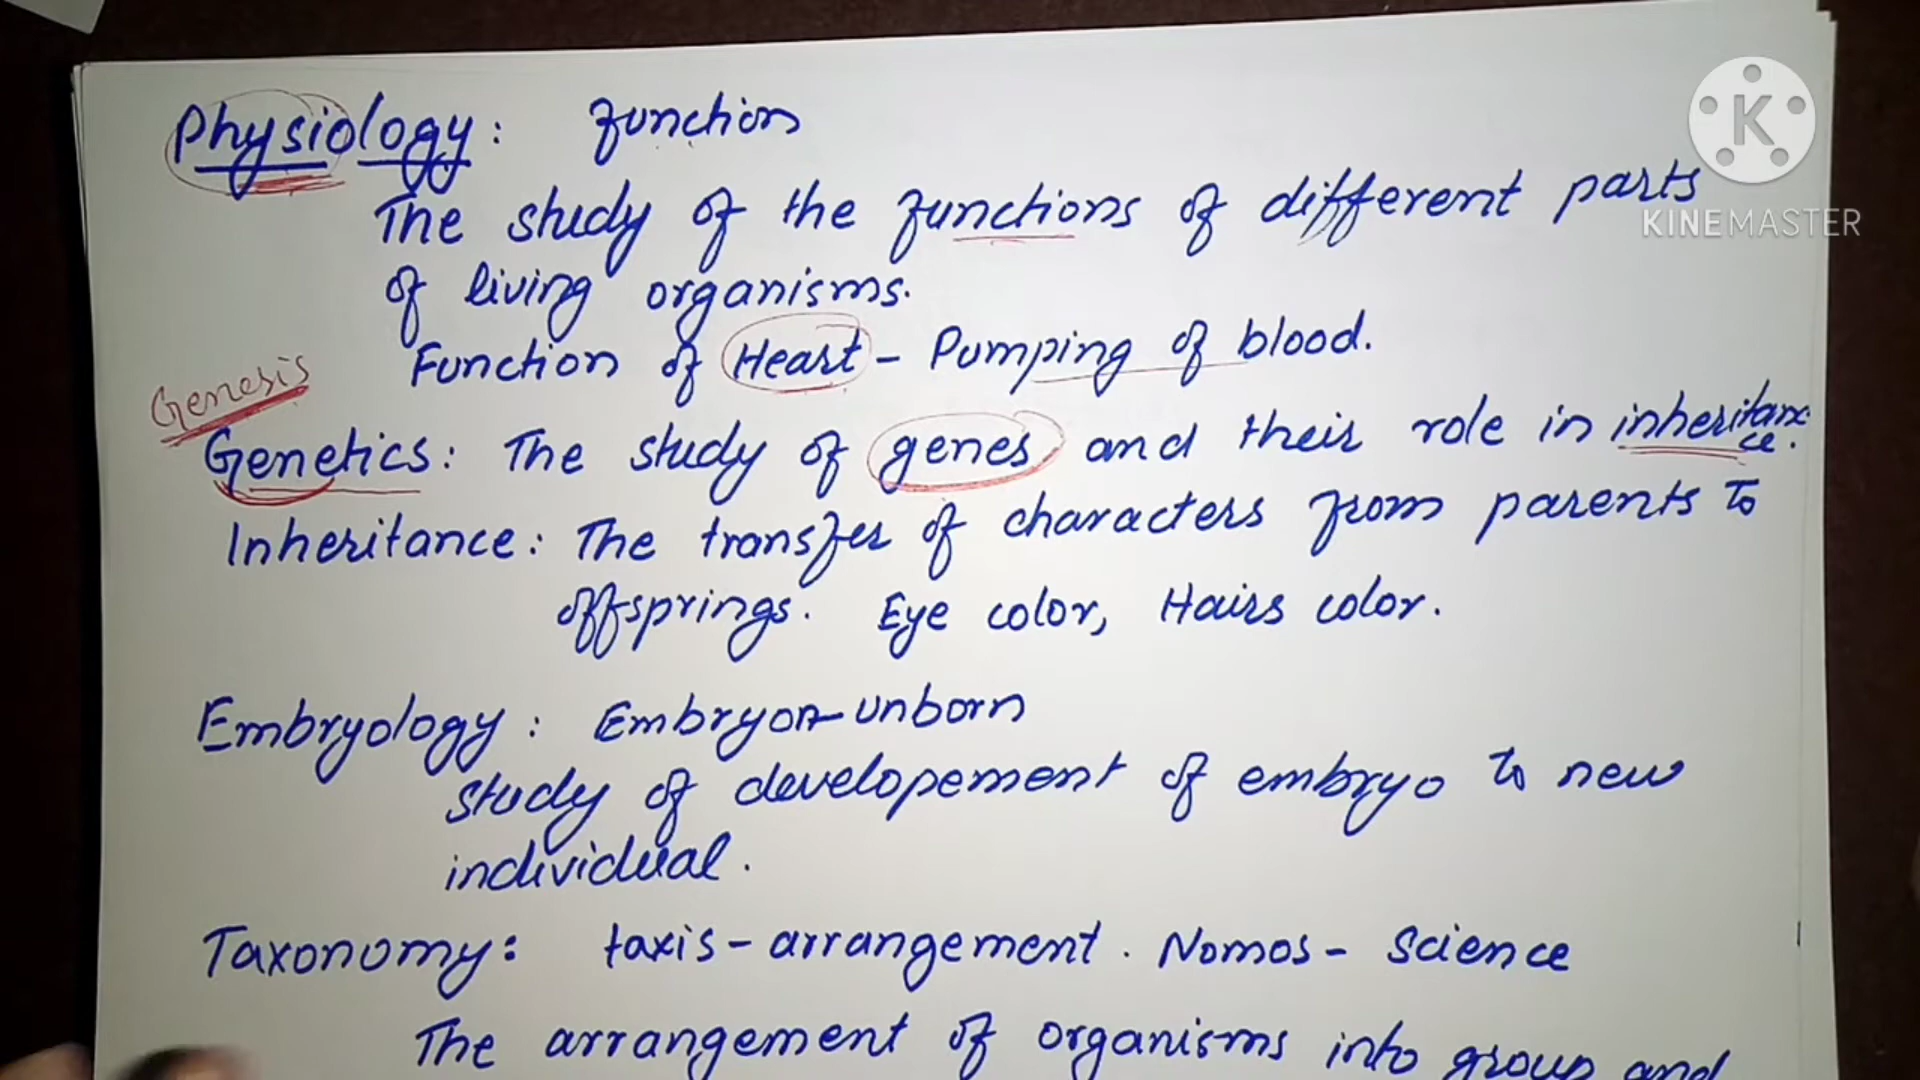 Physiology: function
The study of the functions of different parts
of living organisms.
Function of Heart - Pumping of blood.
Genesis
Genetics: The study of genes and their role in inheritance.
Inheritance: The transfer of characters from parents to
offsprings. Eye color, Hairs color.
Embryology: Embryon-unborn
study of developement of embryo to new
individual.
Taxonomy: taxis - arrangement. Nomos - Science
The arrangement of organisms into group and
K
KINEMASTER